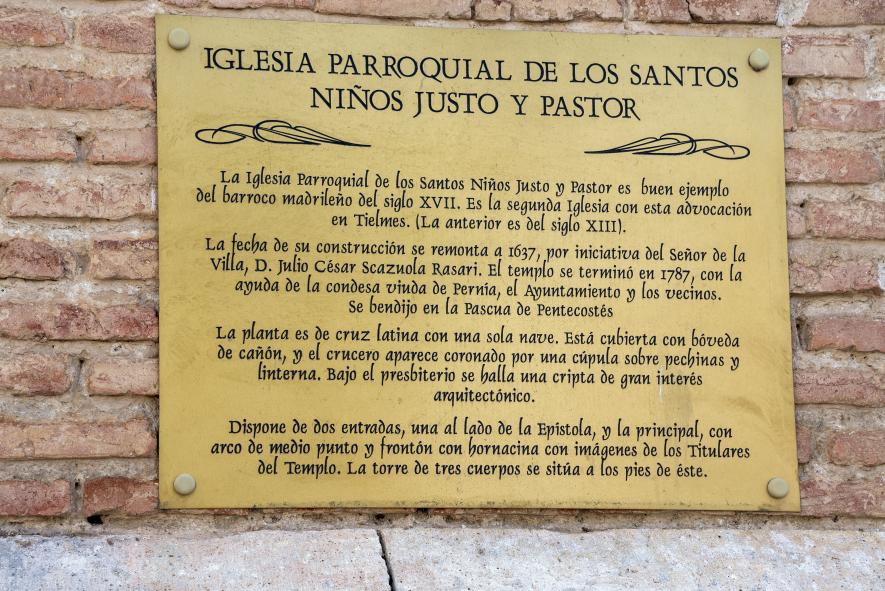 IGLESIA PARROQUIAL DE LOS SANTOS
NIÑOS JUSTO Y PASTOR
La Iglesia Parroquial de los Santos Niños Justo y Pastor es buen ejemplo
del barroco madrileño del siglo XVII. Es la segunda Iglesia con esta advocación
en Tielmes. (La anterior es del siglo XIII).
La fecha de su construcción se remonta a 1637, por iniciativa del Señor de la
Villa, D. Julio César Scazuola Rasari. El templo se terminó en 1787, con la
ayuda de la condesa viuda de Pernía, el Ayuntamiento y los vecinos.
Se bendijo en la Pascua de Pentecostés
La planta es de cruz latina con una sola nave. Está cubierta con bóveda
de cañón, y el crucero aparece coronado por una cúpula sobre pechinas y
linterna. Bajo el presbiterio se halla una cripta de gran interés
arquitectónico.
Dispone de dos entradas, una al lado de la Epístola, y la principal, con
arco de medio punto y frontón con hornacina con imágenes de los Titulares
del Templo. La torre de tres cuerpos se sitúa a los pies de éste.